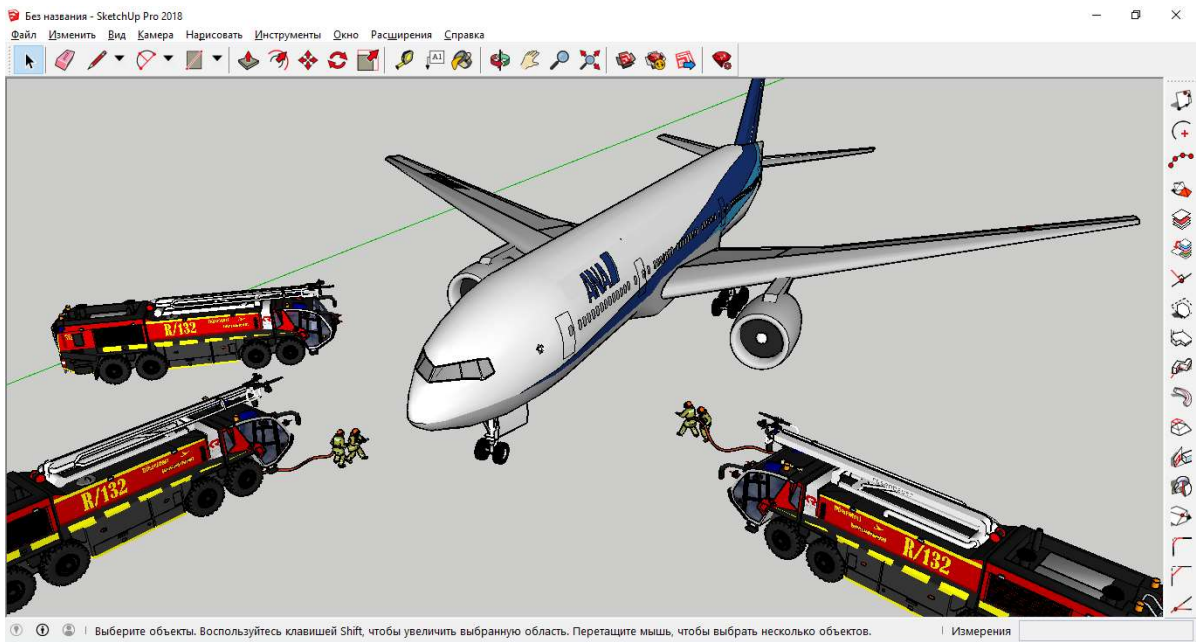 Без названия - SketchUp Pro 2018
Файл Изменить Вид Камера Нарисовать Инструменты Окно Расширения Справка
A1
ANA
R/132
R/132
R/132
Выберите объекты. Воспользуйтесь клавишей Shift, чтобы увеличить выбранную область. Перетащите мышь, чтобы выбрать несколько объектов.
Измерения